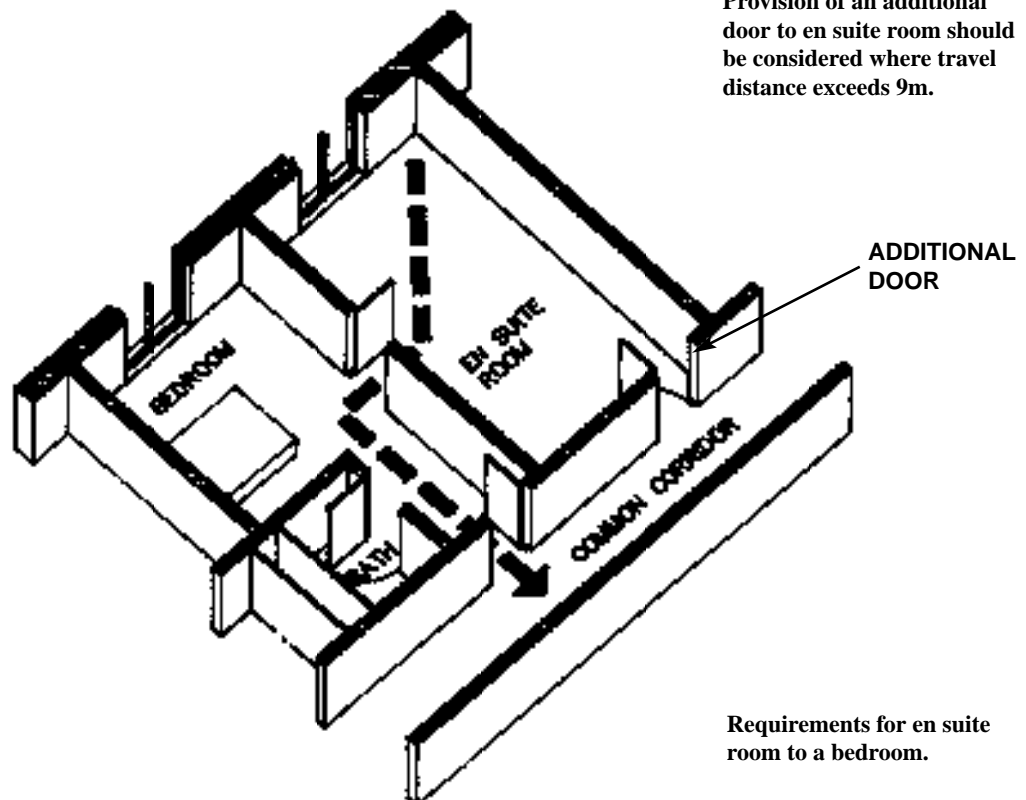 Provision of an additional
door to en suite room should
be considered where travel
distance exceeds 9m.
ADDITIONAL
DOOR
EN SUITE
ROOM
BEDROOM
COMMON CORRIDOR
BATH
Requirements for en suite
room to a bedroom.